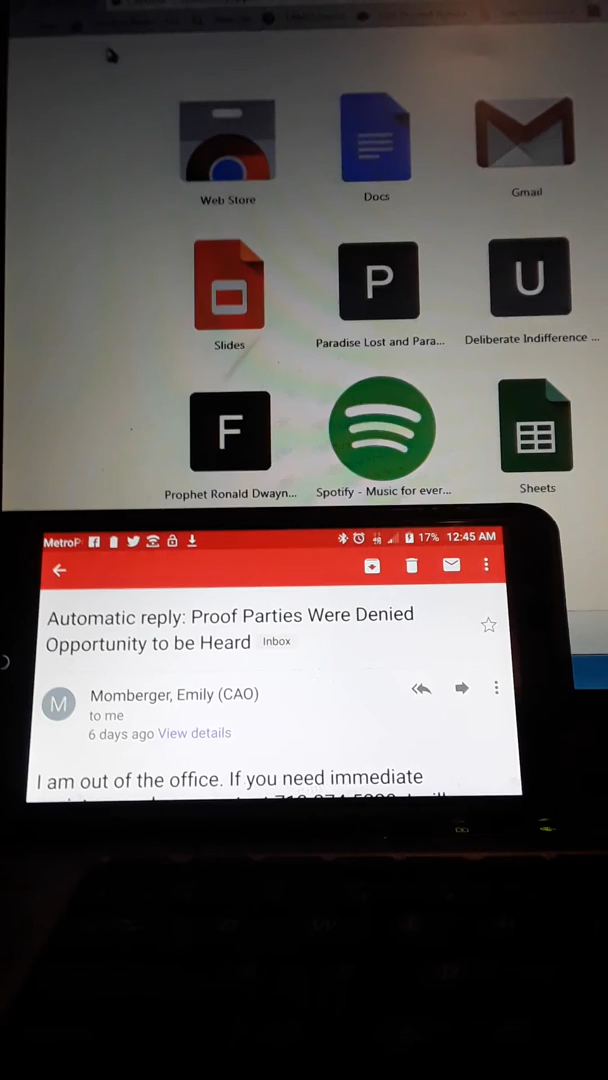 Web Store
Docs
Gmail
Slides
P
Paradise Lost and Para...
U
Deliberate Indifference ...
F
Prophet Ronald Dwayn...
Spotify - Music for ever...
Sheets
MetroP
17% 12:45 AM
Automatic reply: Proof Parties Were Denied
Opportunity to be Heard Inbox
M
Momberger, Emily (CAO)
to me
6 days ago View details
I am out of the office. If you need immediate